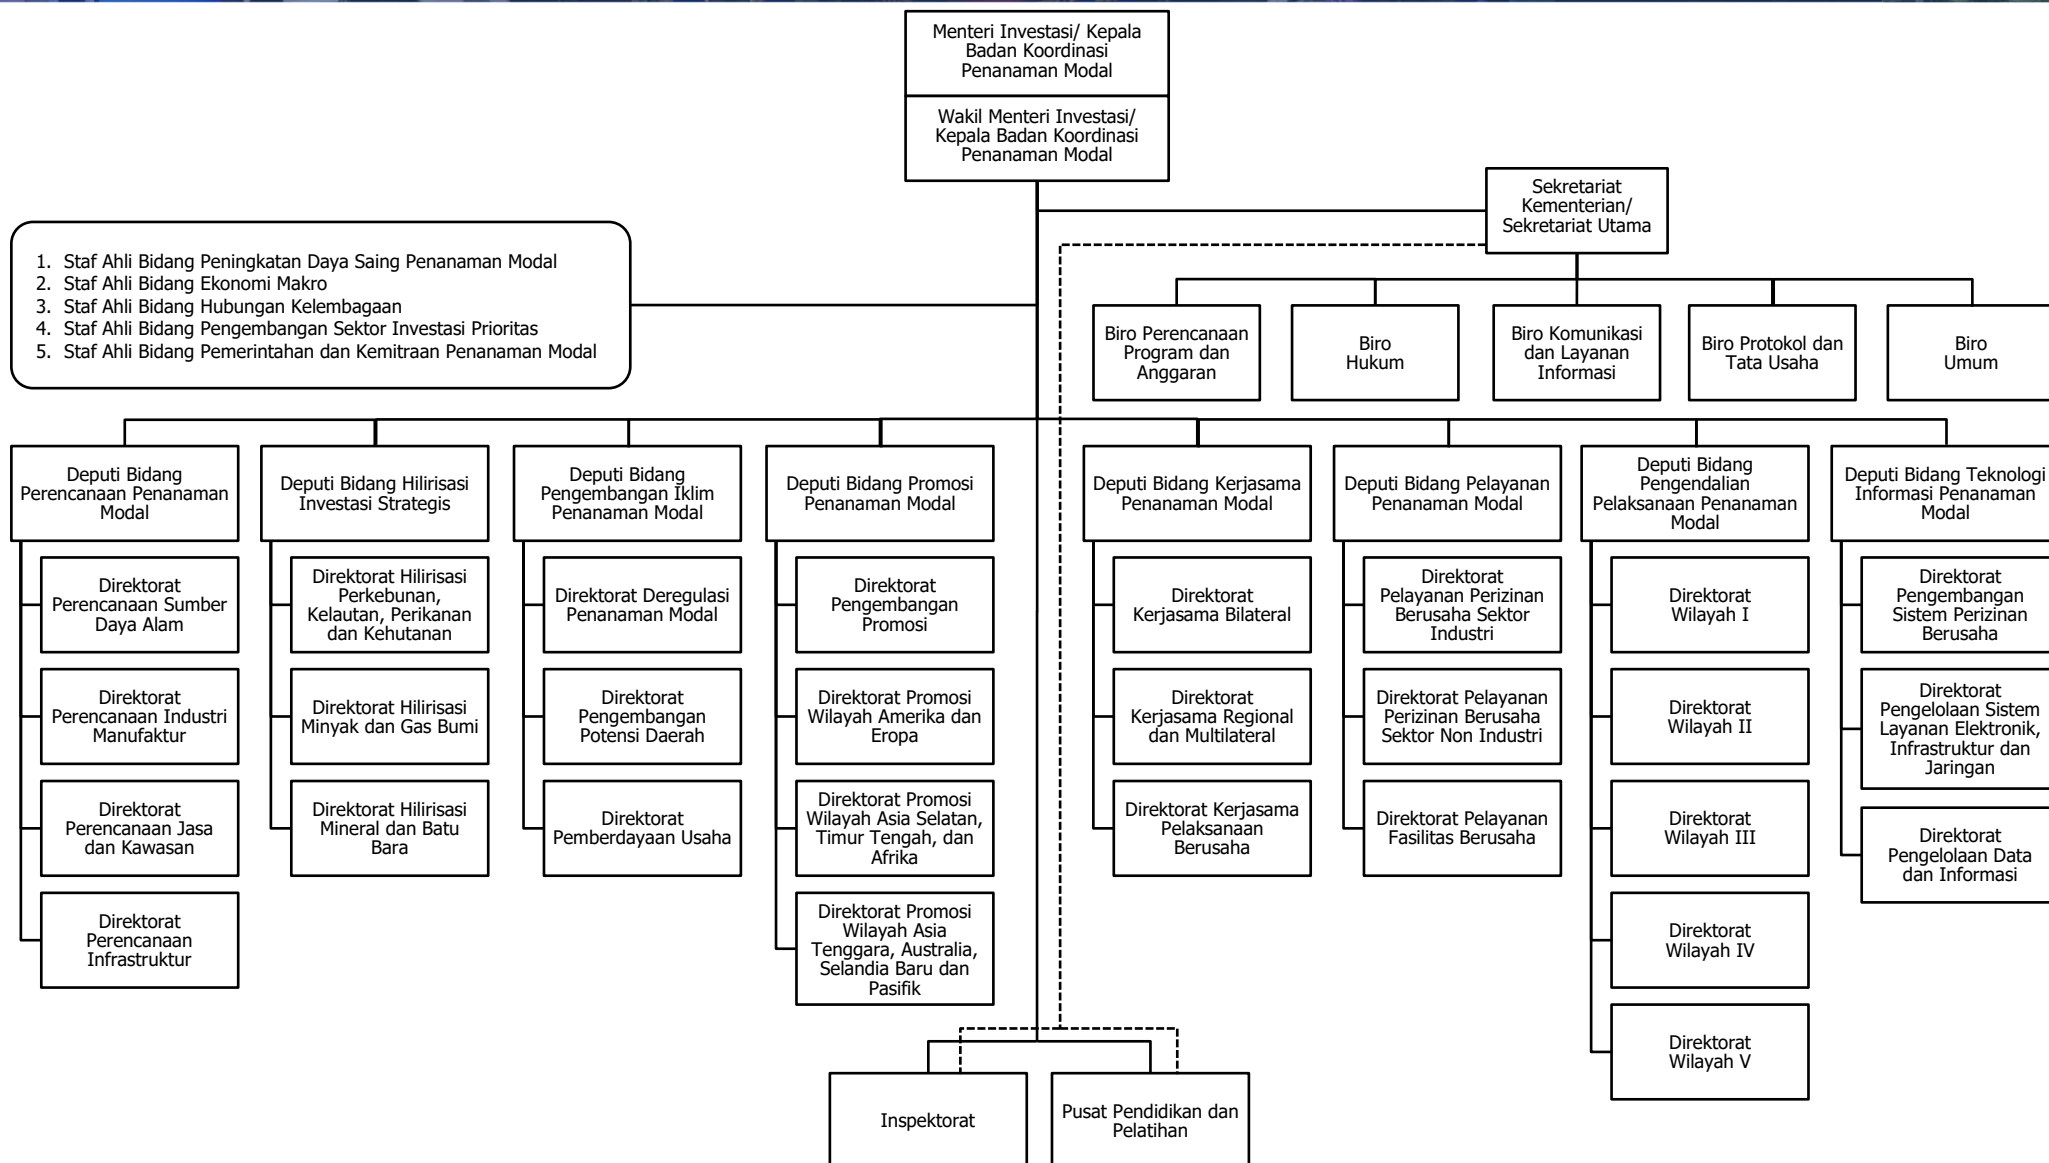 Menteri Investasi/ Kepala
Badan Koordinasi
Penanaman Modal
Wakil Menteri Investasi/
Kepala Badan Koordinasi
Penanaman Modal
Sekretariat
Kementerian/
Sekretariat Utama
1. Staf Ahli Bidang Peningkatan Daya Saing Penanaman Modal
2. Staf Ahli Bidang Ekonomi Makro
3. Staf Ahli Bidang Hubungan Kelembagaan
4. Staf Ahli Bidang Pengembangan Sektor Investasi Prioritas
5. Staf Ahli Bidang Pemerintahan dan Kemitraan Penanaman Modal
Biro Perencanaan
Program dan
Anggaran
Biro
Hukum
Biro Komunikasi
dan Layanan
Informasi
Biro Protokol dan
Tata Usaha
Biro
Umum
Deputi Bidang
Perencanaan Penanaman
Modal
Direktorat
Perencanaan Sumber
Daya Alam
Direktorat
Perencanaan Industri
Manufaktur
Direktorat
Perencanaan Jasa
dan Kawasan
Direktorat
Perencanaan
Infrastruktur
Deputi Bidang Hilirisasi
Investasi Strategis
Direktorat Hilirisasi
Perkebunan,
Kelautan, Perikanan
dan Kehutanan
Direktorat Hilirisasi
Minyak dan Gas Bumi
Direktorat Hilirisasi
Mineral dan Batu
Bara
Deputi Bidang
Pengembangan Iklim
Penanaman Modal
Direktorat Deregulasi
Penanaman Modal
Direktorat
Pengembangan
Potensi Daerah
Direktorat
Pemberdayaan Usaha
Deputi Bidang Promosi
Penanaman Modal
Direktorat
Pengembangan
Promosi
Direktorat Promosi
Wilayah Amerika dan
Eropa
Direktorat Promosi
Wilayah Asia Selatan,
Timur Tengah, dan
Afrika
Direktorat Promosi
Wilayah Asia
Tenggara, Australia,
Selandia Baru dan
Pasifik
Deputi Bidang Kerjasama
Penanaman Modal
Direktorat
Kerjasama Bilateral
Direktorat
Kerjasama Regional
dan Multilateral
Direktorat Kerjasama
Pelaksanaan
Berusaha
Deputi Bidang Pelayanan
Penanaman Modal
Direktorat
Pelayanan Perizinan
Berusaha Sektor
Industri
Direktorat Pelayanan
Perizinan Berusaha
Sektor Non Industri
Direktorat Pelayanan
Fasilitas Berusaha
Deputi Bidang
Pengendalian
Pelaksanaan Penanaman
Modal
Direktorat
Wilayah I
Direktorat
Wilayah II
Direktorat
Wilayah III
Direktorat
Wilayah IV
Direktorat
Wilayah V
Deputi Bidang Teknologi
Informasi Penanaman
Modal
Direktorat
Pengembangan
Sistem Perizinan
Berusaha
Direktorat
Pengelolaan Sistem
Layanan Elektronik,
Infrastruktur dan
Jaringan
Direktorat
Pengelolaan Data
dan Informasi
Inspektorat
Pusat Pendidikan dan
Pelatihan